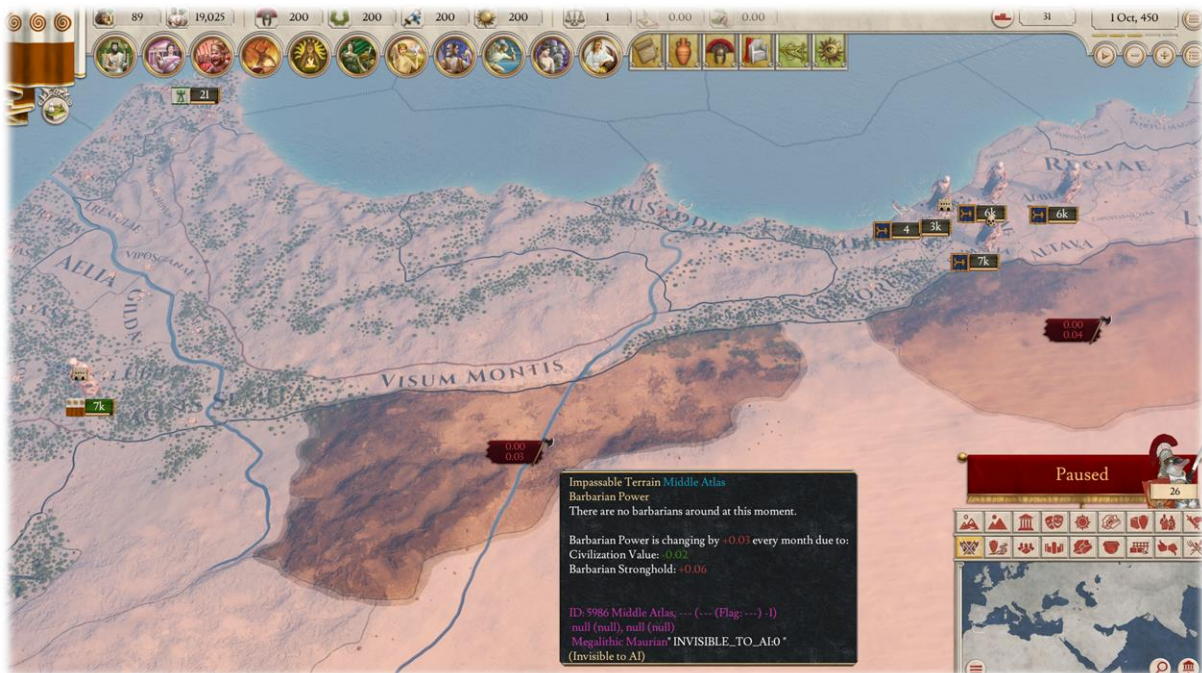 89 19,025 200 200 200 200 1 0.00 0.00 31 1 Oct, 450
21
REGIAE
RUSADDIR
6k
6k
4
3k
ALTAVA
7k
AELIA
VIPOSCANAE
GILDA
0.00
0.04
VISUM MONTIS
7k
0.00
0.03
Paused
26
Impassable Terrain Middle Atlas
Barbarian Power
There are no barbarians around at this moment.
Barbarian Power is changing by +0.03 every month due to:
Civilization Value: -0.02
Barbarian Stronghold: +0.06
ID: 5986 Middle Atlas, --- (--- (Flag: ---) -1)
null (null), null (null)
Megalithic Maurian" INVISIBLE_TO_AI:0 "
(Invisible to AI)